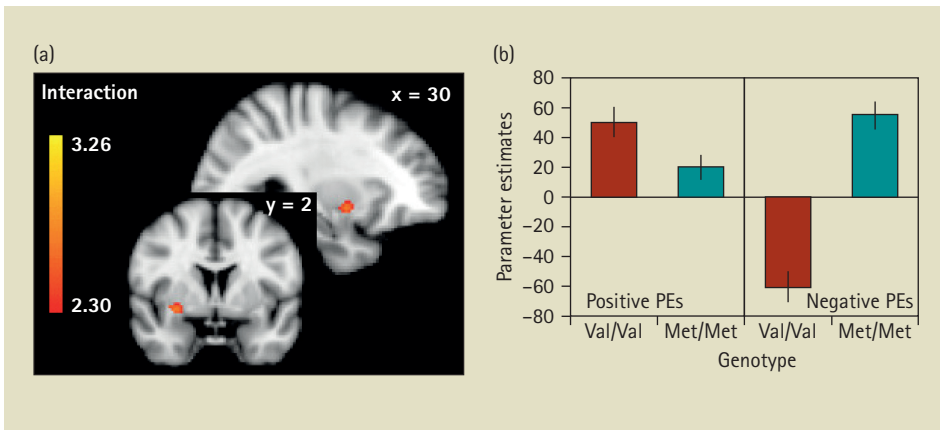 (a)
Interaction
x = 30
3.26
y = 2
2.30
(b)
Parameter estimates
80
60
40
20
0
−20
−40
−60
−80
Positive PEs
Negative PEs
Val/Val
Met/Met
Val/Val
Met/Met
Genotype